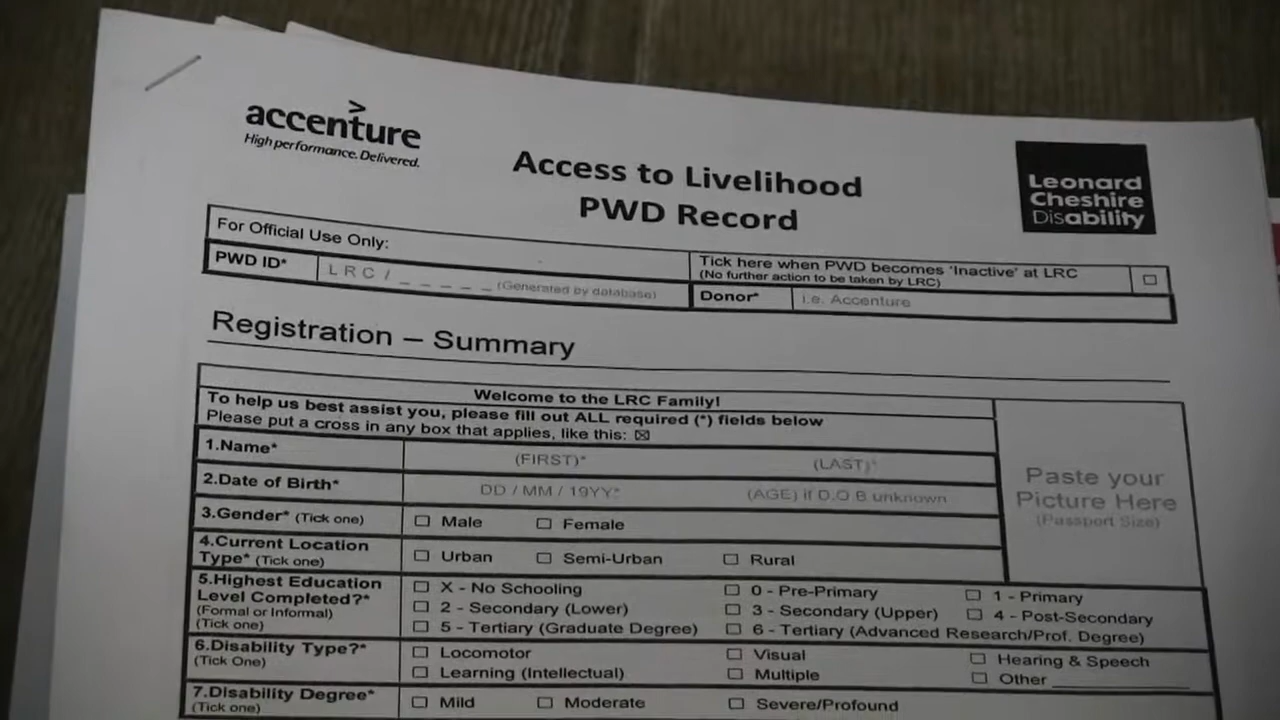 accenture
High performance. Delivered.
Access to Livelihood
PWD Record
Leonard
Cheshire
Disability
For Official Use Only:
Tick here when PWD becomes 'Inactive' at LRC
(No further action to be taken by LRC)
PWD ID* LRC / _ _ _ _ _ (Generated by database)
Donor* i.e. Accenture
Registration – Summary
Welcome to the LRC Family!
To help us best assist you, please fill out ALL required (*) fields below
Please put a cross in any box that applies, like this: ☒
Paste your
Picture Here
(Passport Size)
1.Name* (FIRST)* (LAST)*
2.Date of Birth* DD / MM / 19YY* (AGE) if D.O.B unknown
3.Gender* (Tick one) ☐ Male ☐ Female
4.Current Location
Type* (Tick one) ☐ Urban ☐ Semi-Urban ☐ Rural
5.Highest Education
Level Completed?*
(Formal or Informal)
(Tick one)
☐ X - No Schooling ☐ 0 - Pre-Primary ☐ 1 - Primary
☐ 2 - Secondary (Lower) ☐ 3 - Secondary (Upper) ☐ 4 - Post-Secondary
☐ 5 - Tertiary (Graduate Degree) ☐ 6 - Tertiary (Advanced Research/Prof. Degree)
6.Disability Type?*
(Tick One)
☐ Locomotor ☐ Visual ☐ Hearing & Speech
☐ Learning (Intellectual) ☐ Multiple ☐ Other ____________
7.Disability Degree*
(Tick one)
☐ Mild ☐ Moderate ☐ Severe/Profound